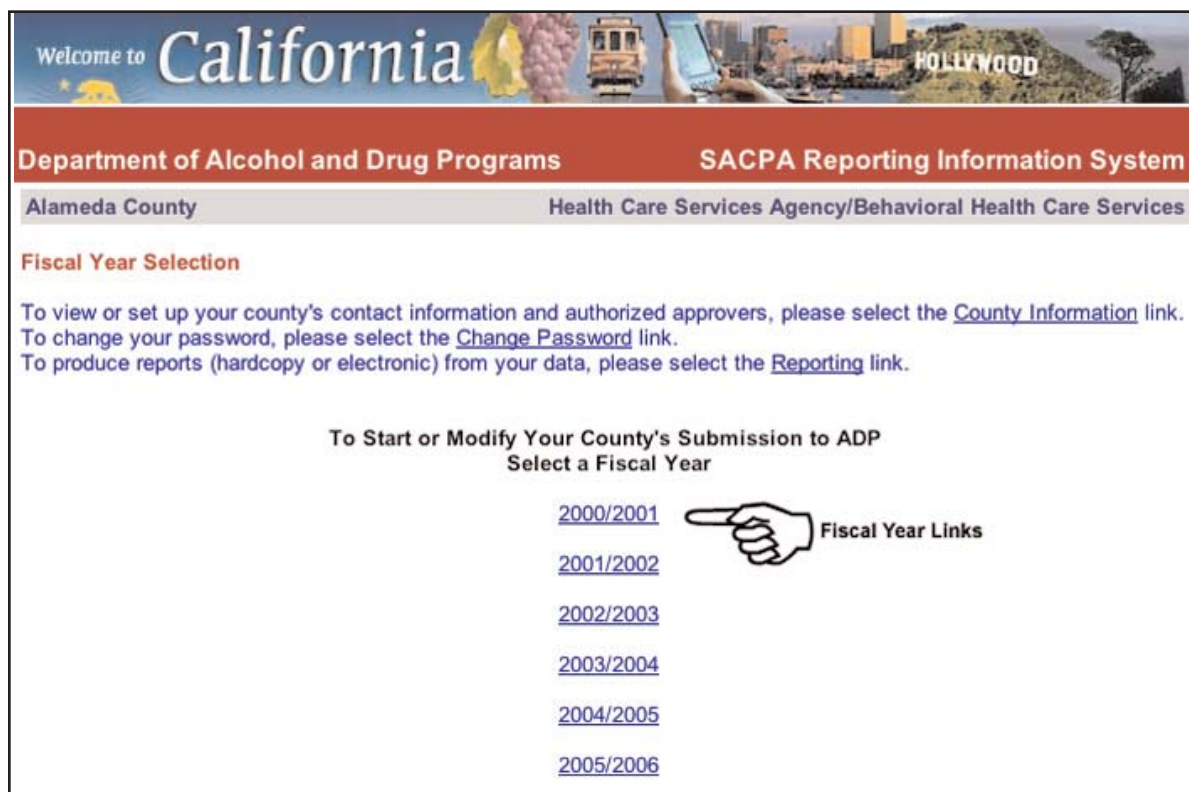 Welcome to California
HOLLYWOOD
Department of Alcohol and Drug Programs SACPA Reporting Information System
Alameda County Health Care Services Agency/Behavioral Health Care Services
Fiscal Year Selection
To view or set up your county's contact information and authorized approvers, please select the County Information link.
To change your password, please select the Change Password link.
To produce reports (hardcopy or electronic) from your data, please select the Reporting link.
To Start or Modify Your County's Submission to ADP
Select a Fiscal Year
2000/2001 Fiscal Year Links
2001/2002
2002/2003
2003/2004
2004/2005
2005/2006